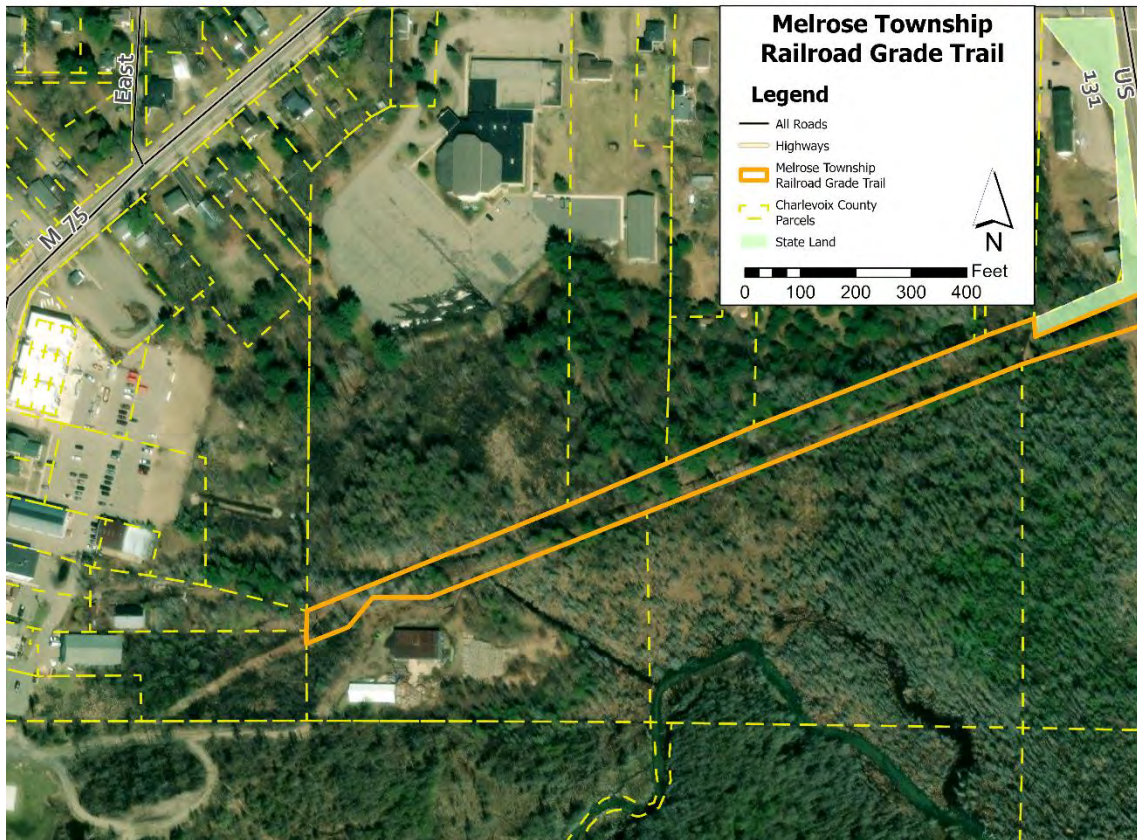 Melrose Township
Railroad Grade Trail
Legend
All Roads
Highways
Melrose Township
Railroad Grade Trail
Charlevoix County
Parcels
State Land
N
Feet
0 100 200 300 400
East
M 75
US
131